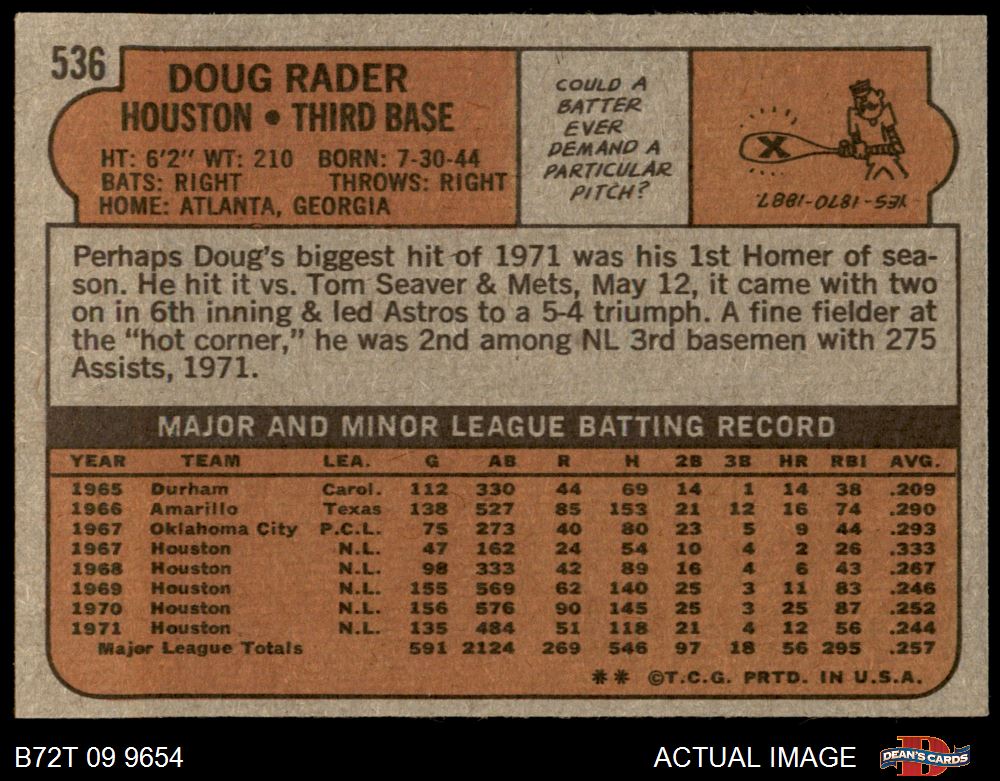 536
DOUG RADER
HOUSTON • THIRD BASE
HT: 6'2" WT: 210 BORN: 7-30-44
BATS: RIGHT THROWS: RIGHT
HOME: ATLANTA, GEORGIA
COULD A
BATTER
EVER
DEMAND A
PARTICULAR
PITCH?
X
YES-1870-1887.
Perhaps Doug's biggest hit of 1971 was his 1st Homer of sea-
son. He hit it vs. Tom Seaver & Mets, May 12, it came with two
on in 6th inning & led Astros to a 5-4 triumph. A fine fielder at
the "hot corner," he was 2nd among NL 3rd basemen with 275
Assists, 1971.
MAJOR AND MINOR LEAGUE BATTING RECORD
YEAR TEAM LEA. G AB R H 2B 3B HR RBI AVG.
1965 Durham Carol. 112 330 44 69 14 1 14 38 .209
1966 Amarillo Texas 138 527 85 153 21 12 16 74 .290
1967 Oklahoma City P.C.L. 75 273 40 80 23 5 9 44 .293
1967 Houston N.L. 47 162 24 54 10 4 2 26 .333
1968 Houston N.L. 98 333 42 89 16 4 6 43 .267
1969 Houston N.L. 155 569 62 140 25 3 11 83 .246
1970 Houston N.L. 156 576 90 145 25 3 25 87 .252
1971 Houston N.L. 135 484 51 118 21 4 12 56 .244
Major League Totals 591 2124 269 546 97 18 56 295 .257
** ©T.C.G. PRTD. IN U.S.A.
B72T 09 9654
ACTUAL IMAGE
D
DEAN'S CARDS